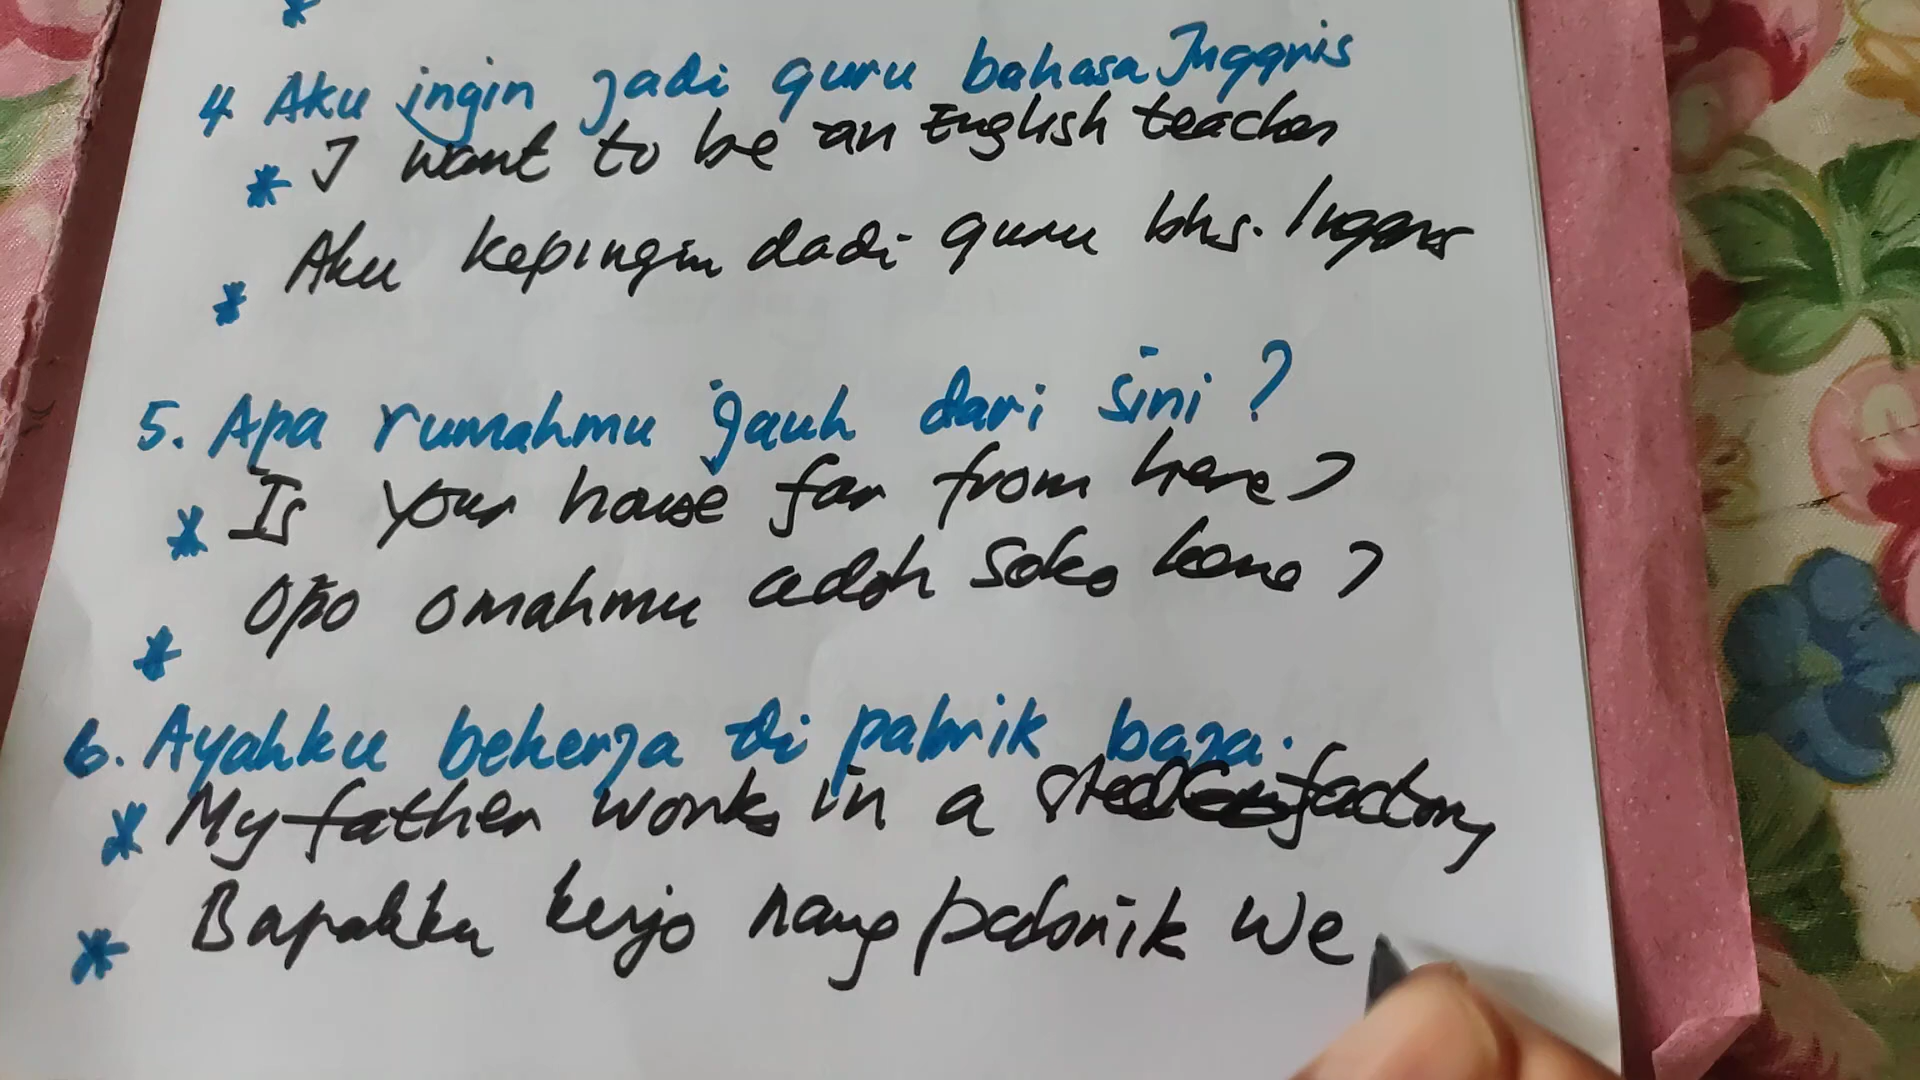 *
4 Aku ingin jadi guru bahasa Inggris
* I want to be an English teacher
* Aku kepingin dadi guru bhs. Inggris
5. Apa rumahmu jauh dari sini ?
* Is your house far from here?
* Opo omahmu adoh soko kene ?
6. Ayahku bekerja di pabrik baja.
* My father works in a steel factory
* Bapakku kerjo nang pabrik We